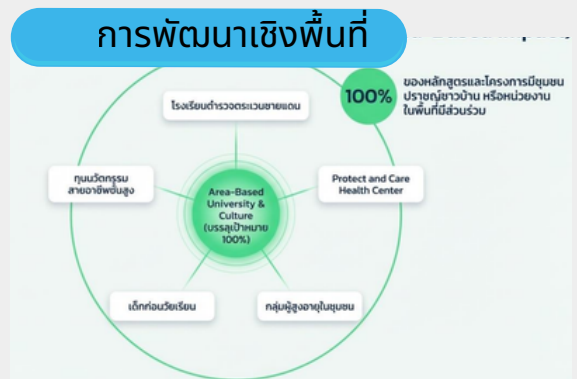 การพัฒนาเชิงพื้นที่
100%
ของหลักสูตรและโครงการมีชุมชน
ปราชญ์ชาวบ้าน หรือหน่วยงาน
ในพื้นที่มีส่วนร่วม
โรงเรียนตำรวจตระเวนชายแดน
ทุนนวัตกรรม
สายอาชีพชั้นสูง
Protect and Care
Health Center
Area-Based
University &
Culture
(บรรลุเป้าหมาย
100%)
เด็กก่อนวัยเรียน
กลุ่มผู้สูงอายุในชุมชน